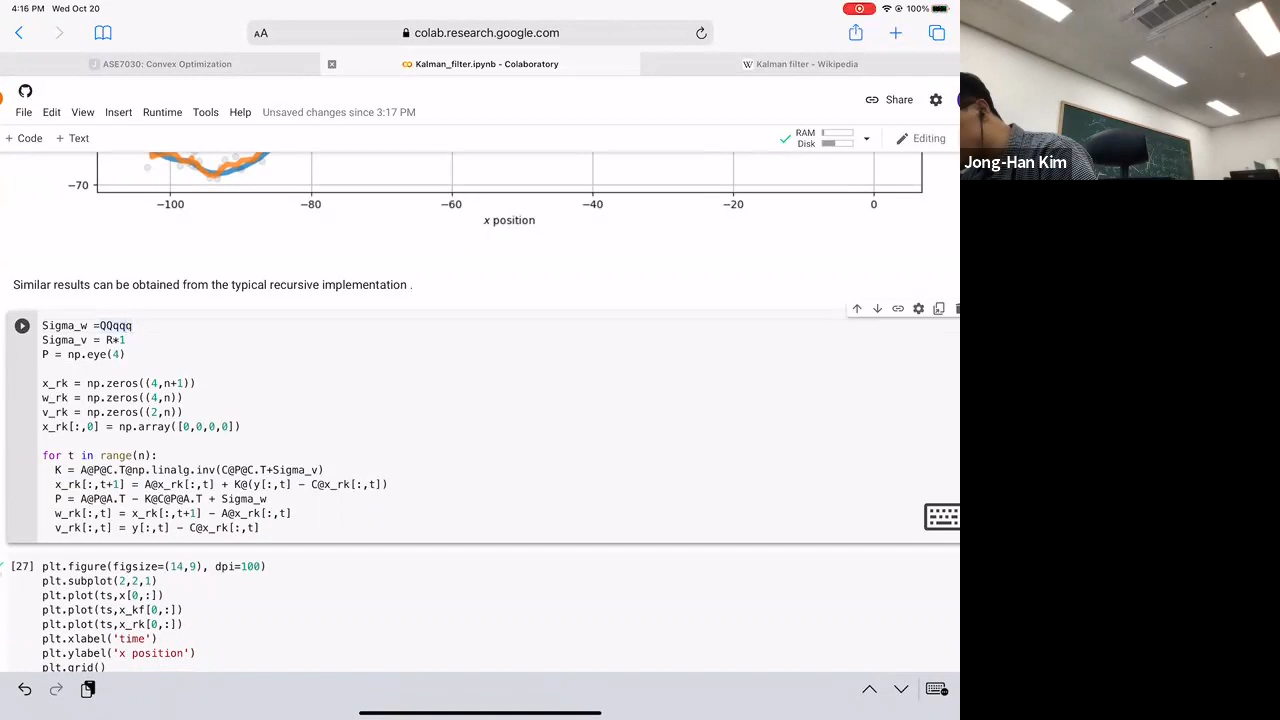 4:16 PM Wed Oct 20
100%
AA colab.research.google.com
ASE7030: Convex Optimization
Kalman_filter.ipynb - Colaboratory
Kalman filter - Wikipedia
File Edit View Insert Runtime Tools Help Unsaved changes since 3:17 PM
Share
+ Code + Text
RAM
Disk
Editing
−70
−100 −80 −60 −40 −20 0
x position
Similar results can be obtained from the typical recursive implementation .
Sigma_w =QQqqq
Sigma_v = R*1
P = np.eye(4)
x_rk = np.zeros((4,n+1))
w_rk = np.zeros((4,n))
v_rk = np.zeros((2,n))
x_rk[:,0] = np.array([0,0,0,0])
for t in range(n):
K = A@P@C.T@np.linalg.inv(C@P@C.T+Sigma_v)
x_rk[:,t+1] = A@x_rk[:,t] + K@(y[:,t] - C@x_rk[:,t])
P = A@P@A.T - K@C@P@A.T + Sigma_w
w_rk[:,t] = x_rk[:,t+1] - A@x_rk[:,t]
v_rk[:,t] = y[:,t] - C@x_rk[:,t]
[27] plt.figure(figsize=(14,9), dpi=100)
plt.subplot(2,2,1)
plt.plot(ts,x[0,:])
plt.plot(ts,x_kf[0,:])
plt.plot(ts,x_rk[0,:])
plt.xlabel('time')
plt.ylabel('x position')
plt.grid()
Jong-Han Kim